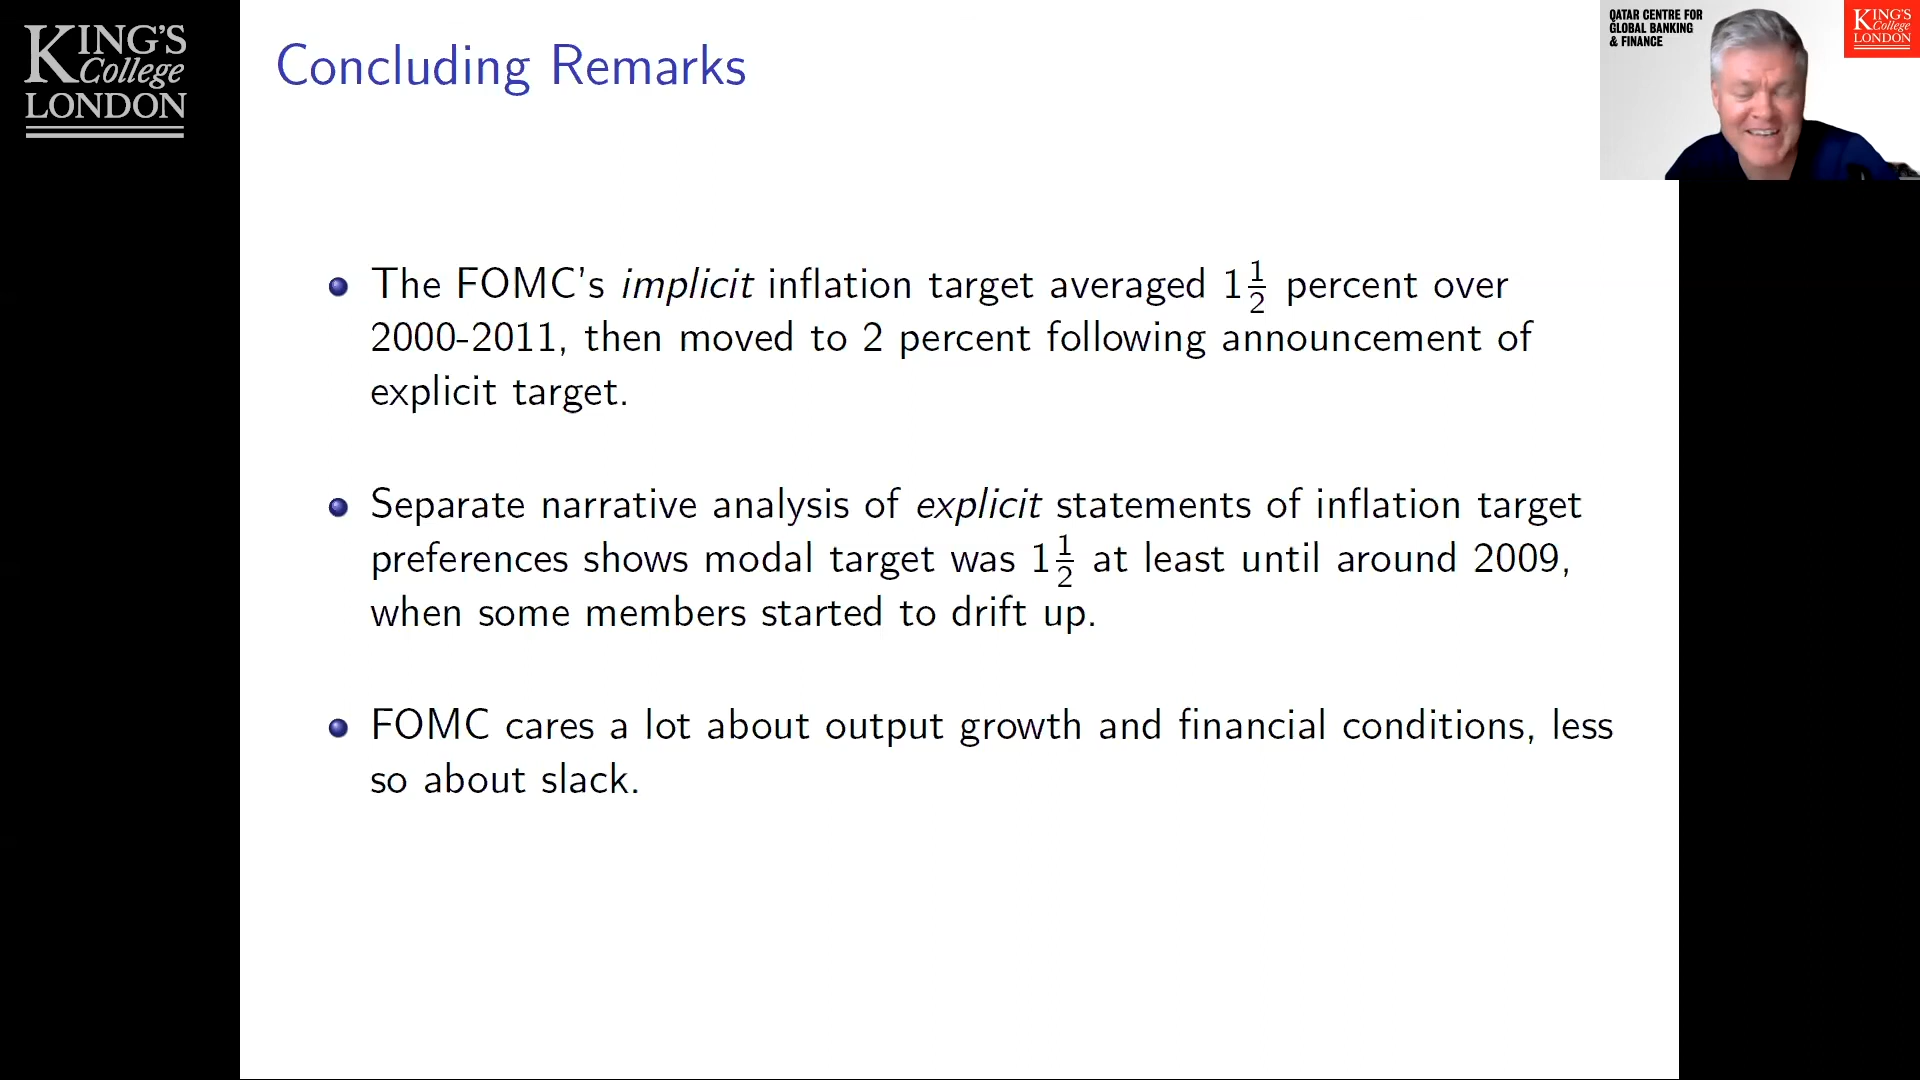 KING'S
College
LONDON
Concluding Remarks
QATAR CENTRE FOR
GLOBAL BANKING
& FINANCE
KING'S
College
LONDON
The FOMC's implicit inflation target averaged 1½ percent over
2000-2011, then moved to 2 percent following announcement of
explicit target.
Separate narrative analysis of explicit statements of inflation target
preferences shows modal target was 1½ at least until around 2009,
when some members started to drift up.
FOMC cares a lot about output growth and financial conditions, less
so about slack.